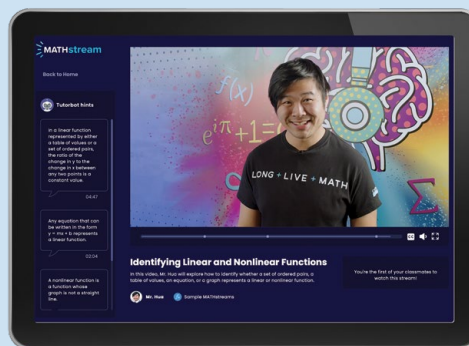 MATHstream
Back to Home
Tutorbot hints
In a linear function
represented by either
a table of values or a
set of ordered pairs,
the ratio of the
change in y to the
change in x between
any two points is a
constant value.
04:47
Any equation that can
be written in the form
y = mx + b represents
a linear function.
02:04
A nonlinear function is
a function whose
graph is not a straight
line.
f(x)
e^iπ + 1 =
LONG + LIVE + MATH
Σ
CC
Identifying Linear and Nonlinear Functions
In this video, Mr. Hua will explore how to identify whether a set of ordered pairs, a
table of values, an equation, or a graph represents a linear or nonlinear function.
Mr. Hua
Sample MATHstreams
You're the first of your classmates to
watch this stream!